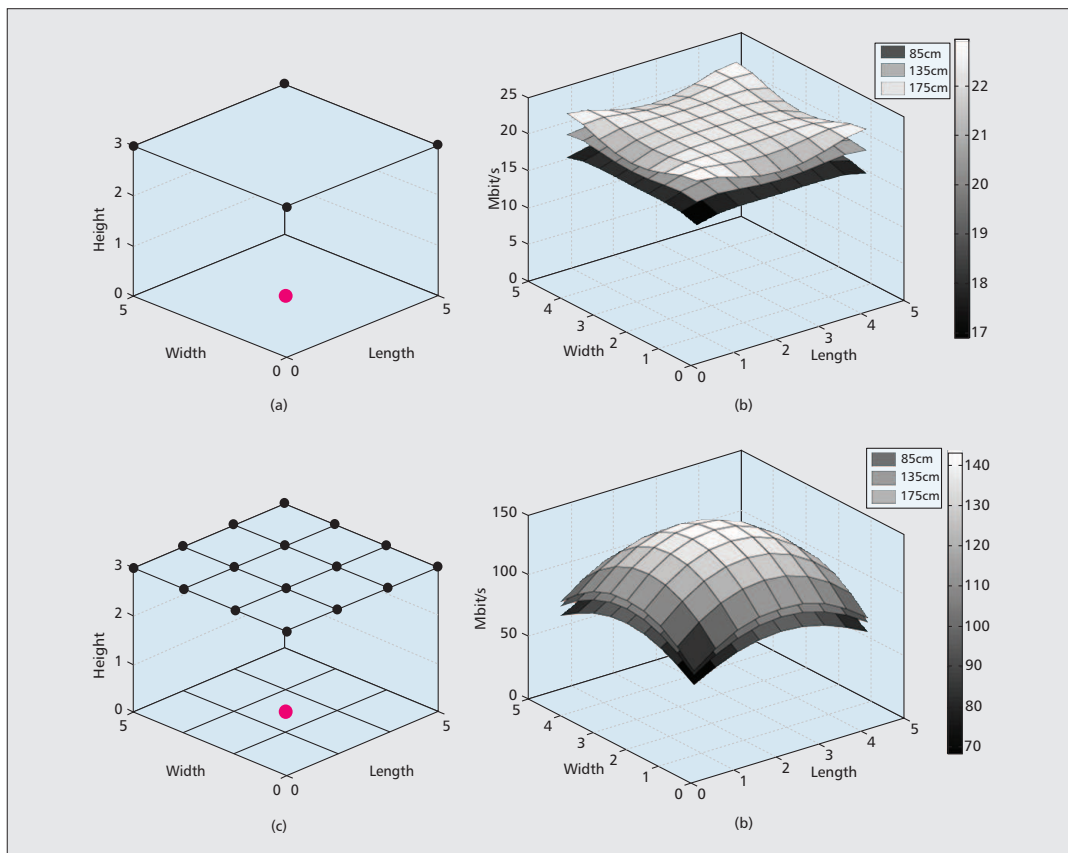 3
2
1
0
Height
5
Width
0 0
Length
5
(a)
85cm
135cm
175cm
25
20
15
10
5
0
Mbit/s
5
4
3
2
1
0
Width
0
1
2
3
4
5
Length
22
21
20
19
18
17
(b)
3
2
1
0
Height
5
Width
0 0
Length
5
(c)
85cm
135cm
175cm
150
100
50
0
Mbit/s
5
4
3
2
1
0
Width
0
1
2
3
4
5
Length
140
130
120
110
100
90
80
70
(b)